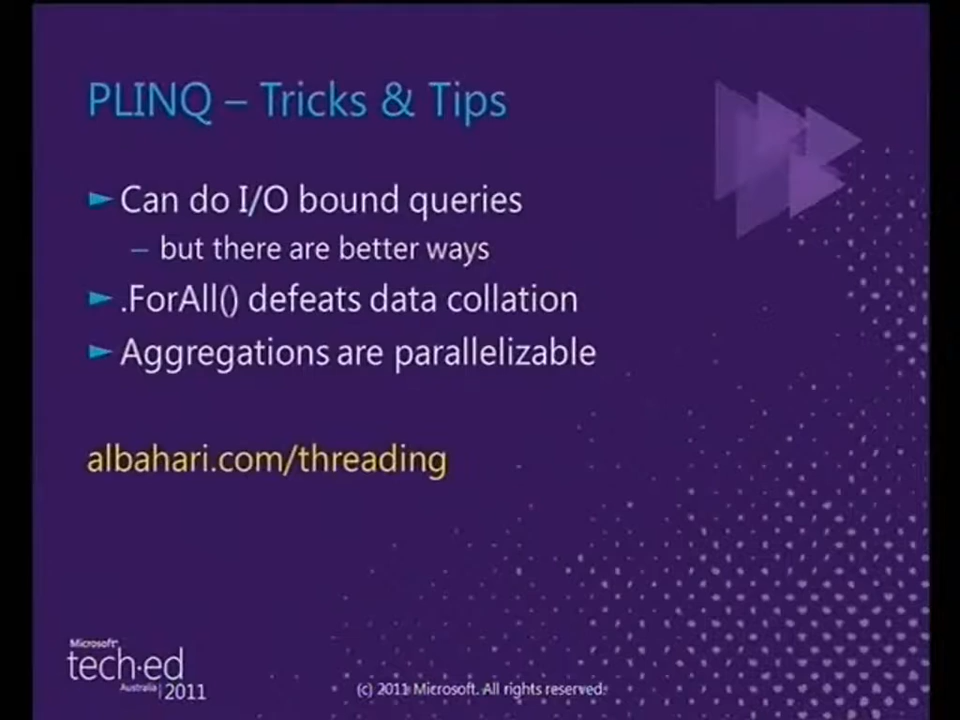 PLINQ – Tricks & Tips
► Can do I/O bound queries
– but there are better ways
► .ForAll() defeats data collation
► Aggregations are parallelizable
albahari.com/threading
Microsoft
tech·ed
Australia | 2011
(c) 2011 Microsoft. All rights reserved.